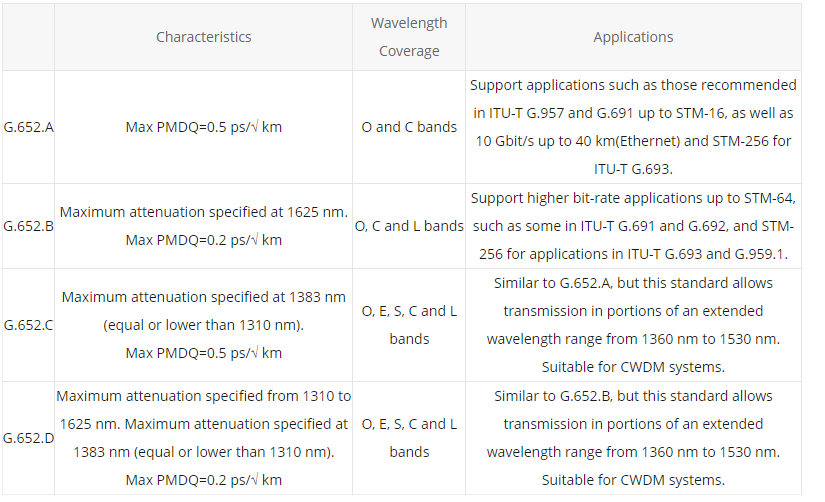 Characteristics
Wavelength
Coverage
Applications
G.652.A
Max PMDQ=0.5 ps/√ km
O and C bands
Support applications such as those recommended
in ITU-T G.957 and G.691 up to STM-16, as well as
10 Gbit/s up to 40 km(Ethernet) and STM-256 for
ITU-T G.693.
G.652.B
Maximum attenuation specified at 1625 nm.
Max PMDQ=0.2 ps/√ km
O, C and L bands
Support higher bit-rate applications up to STM-64,
such as some in ITU-T G.691 and G.692, and STM-
256 for applications in ITU-T G.693 and G.959.1.
G.652.C
Maximum attenuation specified at 1383 nm
(equal or lower than 1310 nm).
Max PMDQ=0.5 ps/√ km
O, E, S, C and L
bands
Similar to G.652.A, but this standard allows
transmission in portions of an extended
wavelength range from 1360 nm to 1530 nm.
Suitable for CWDM systems.
G.652.D
Maximum attenuation specified from 1310 to
1625 nm. Maximum attenuation specified at
1383 nm (equal or lower than 1310 nm).
Max PMDQ=0.2 ps/√ km
O, E, S, C and L
bands
Similar to G.652.B, but this standard allows
transmission in portions of an extended
wavelength range from 1360 nm to 1530 nm.
Suitable for CWDM systems.